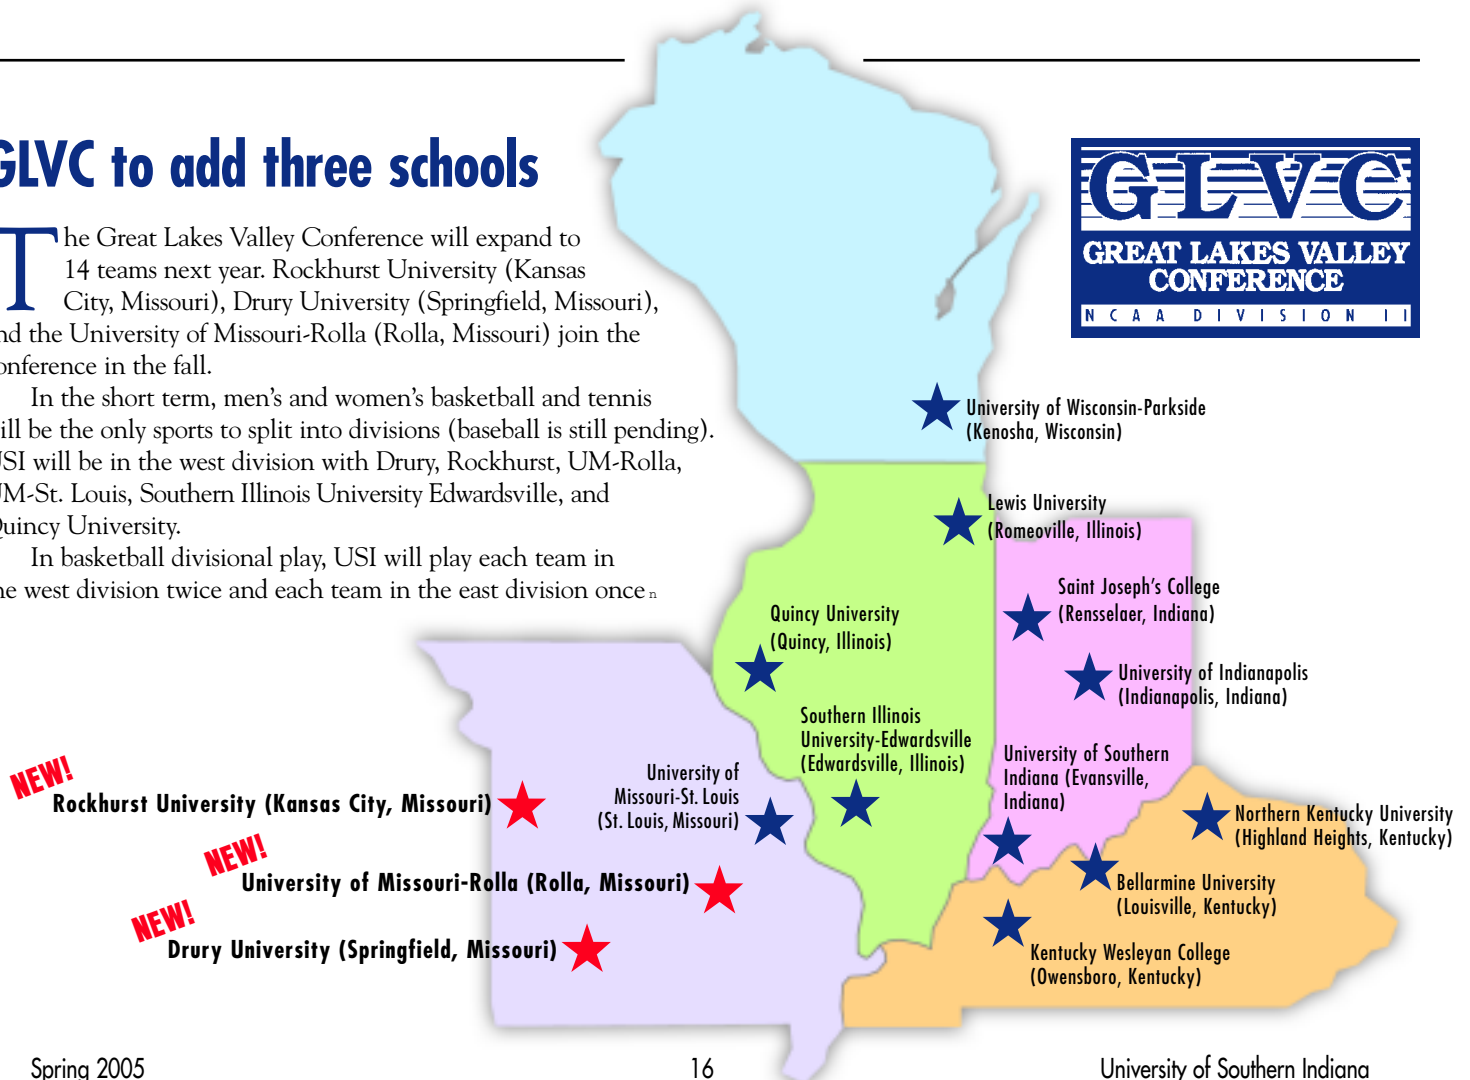 GLVC to add three schools
The Great Lakes Valley Conference will expand to
14 teams next year. Rockhurst University (Kansas
City, Missouri), Drury University (Springfield, Missouri),
nd the University of Missouri-Rolla (Rolla, Missouri) join the
onference in the fall.
In the short term, men's and women's basketball and tennis
ill be the only sports to split into divisions (baseball is still pending).
USI will be in the west division with Drury, Rockhurst, UM-Rolla,
UM-St. Louis, Southern Illinois University Edwardsville, and
Quincy University.
In basketball divisional play, USI will play each team in
he west division twice and each team in the east division once n
GLVC
GREAT LAKES VALLEY
CONFERENCE
NCAA DIVISION II
University of Wisconsin-Parkside
(Kenosha, Wisconsin)
Lewis University
(Romeoville, Illinois)
Saint Joseph's College
(Rensselaer, Indiana)
Quincy University
(Quincy, Illinois)
University of Indianapolis
(Indianapolis, Indiana)
Southern Illinois
University-Edwardsville
(Edwardsville, Illinois)
University of Southern
Indiana (Evansville,
Indiana)
University of
Missouri-St. Louis
(St. Louis, Missouri)
NEW!
Rockhurst University (Kansas City, Missouri)
Northern Kentucky University
(Highland Heights, Kentucky)
NEW!
University of Missouri-Rolla (Rolla, Missouri)
Bellarmine University
(Louisville, Kentucky)
NEW!
Drury University (Springfield, Missouri)
Kentucky Wesleyan College
(Owensboro, Kentucky)
Spring 2005
16
University of Southern Indiana